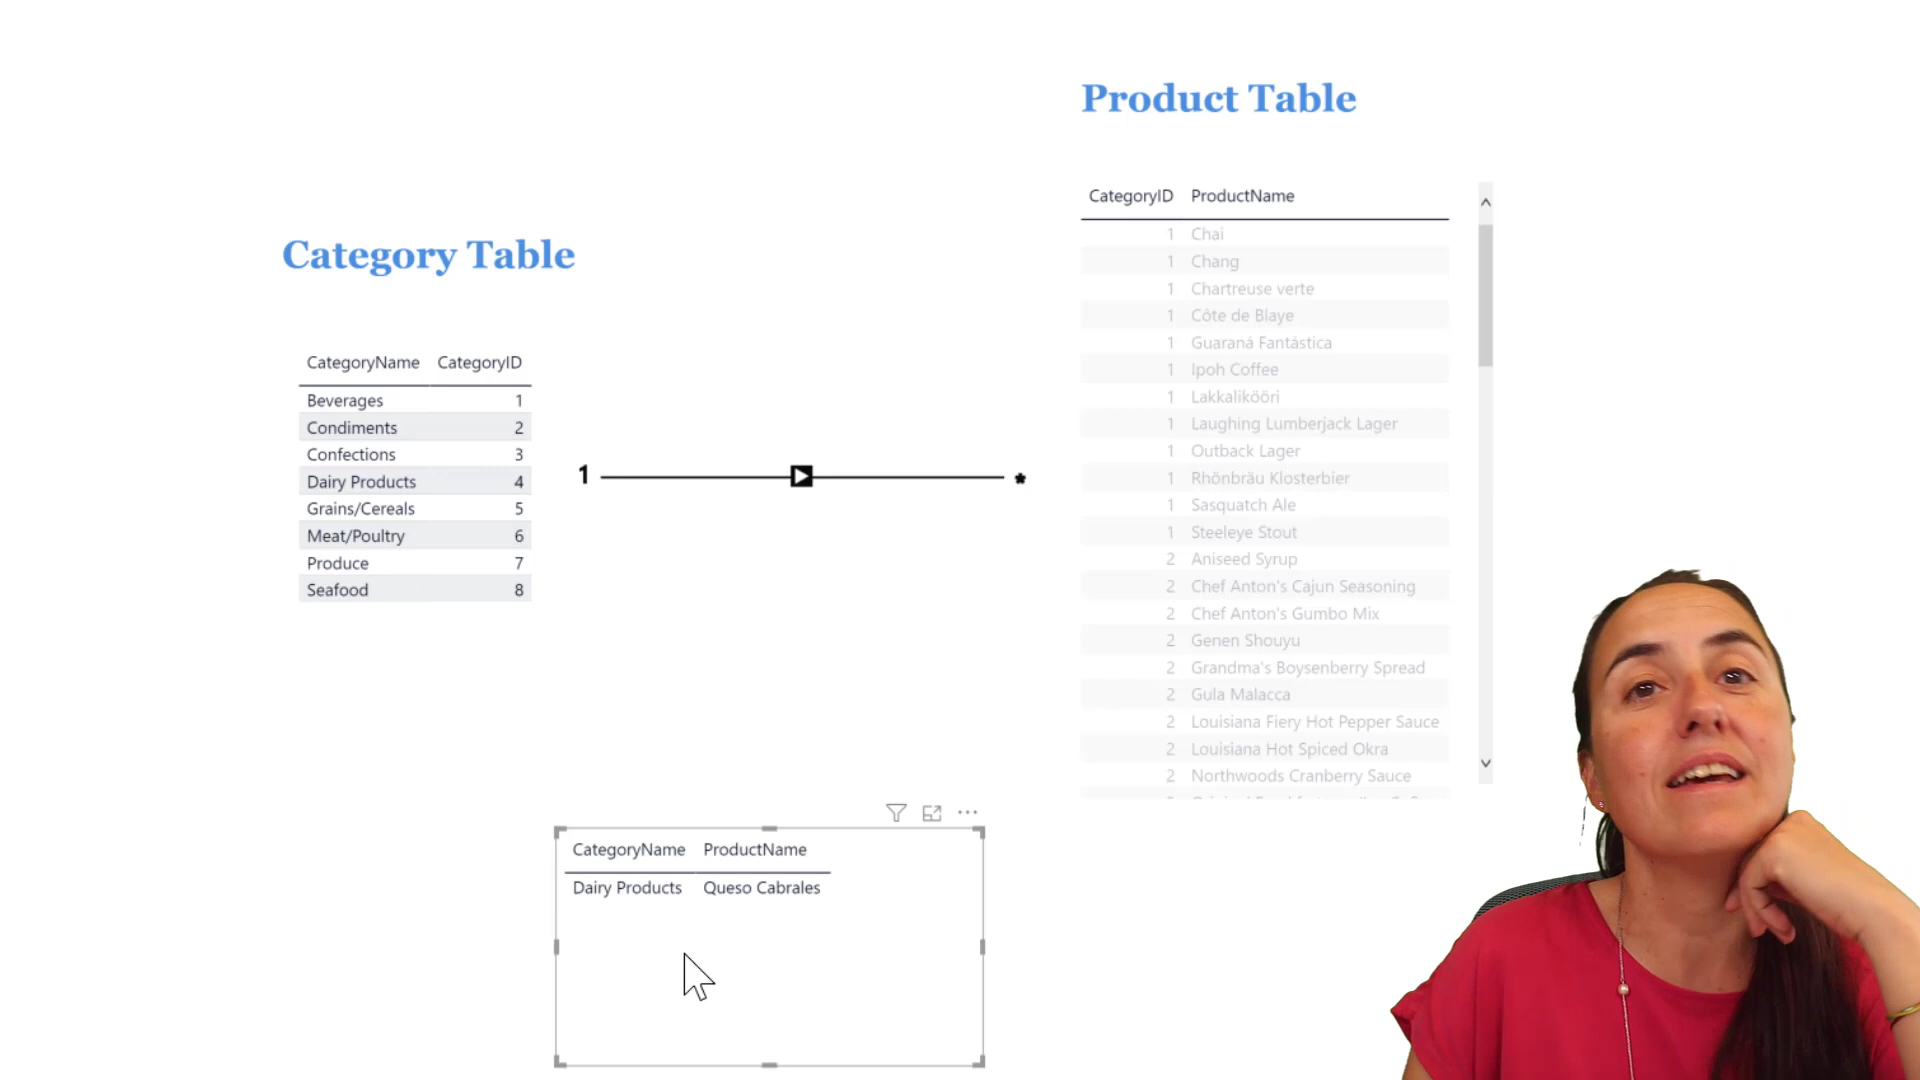 Product Table
Category Table
CategoryID ProductName
1 Chai
1 Chang
1 Chartreuse verte
1 Côte de Blaye
1 Guaraná Fantástica
1 Ipoh Coffee
1 Lakkalikööri
1 Laughing Lumberjack Lager
1 Outback Lager
1 Rhönbräu Klosterbier
1 Sasquatch Ale
1 Steeleye Stout
2 Aniseed Syrup
2 Chef Anton's Cajun Seasoning
2 Chef Anton's Gumbo Mix
2 Genen Shouyu
2 Grandma's Boysenberry Spread
2 Gula Malacca
2 Louisiana Fiery Hot Pepper Sauce
2 Louisiana Hot Spiced Okra
2 Northwoods Cranberry Sauce
CategoryName CategoryID
Beverages 1
Condiments 2
Confections 3
Dairy Products 4
Grains/Cereals 5
Meat/Poultry 6
Produce 7
Seafood 8
1 *
CategoryName ProductName
Dairy Products Queso Cabrales